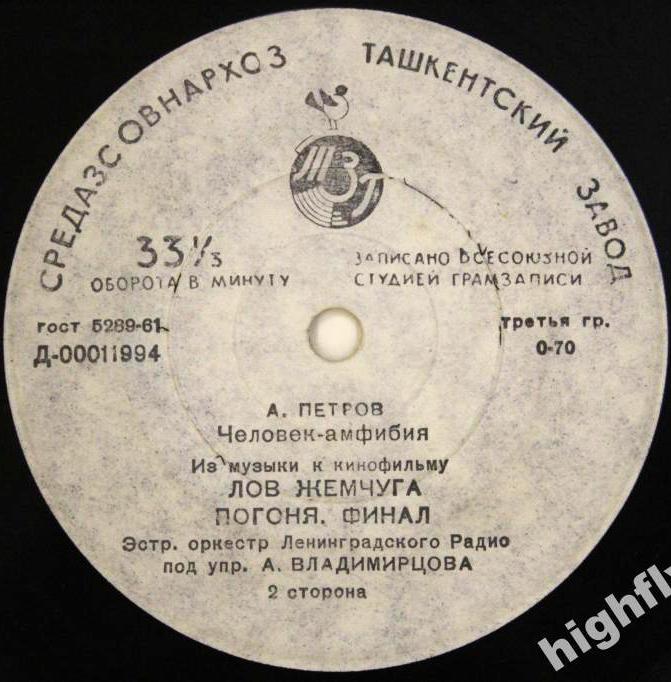 СРЕДАЗСОВНАРХОЗ ТАШКЕНТСКИЙ ЗАВОД
ТЗГ
33⅓
ОБОРОТА В МИНУТУ
ЗАПИСАНО ВСЕСОЮЗНОЙ
СТУДИЕЙ ГРАМЗАПИСИ
гост 5289-61
Д-00011994
третья гр.
0-70
А. ПЕТРОВ
Человек-амфибия
Из музыки к кинофильму
ЛОВ ЖЕМЧУГА
ПОГОНЯ. ФИНАЛ
Эстр. оркестр Ленинградского Радио
под упр. А. ВЛАДИМИРЦОВА
2 сторона
highfly